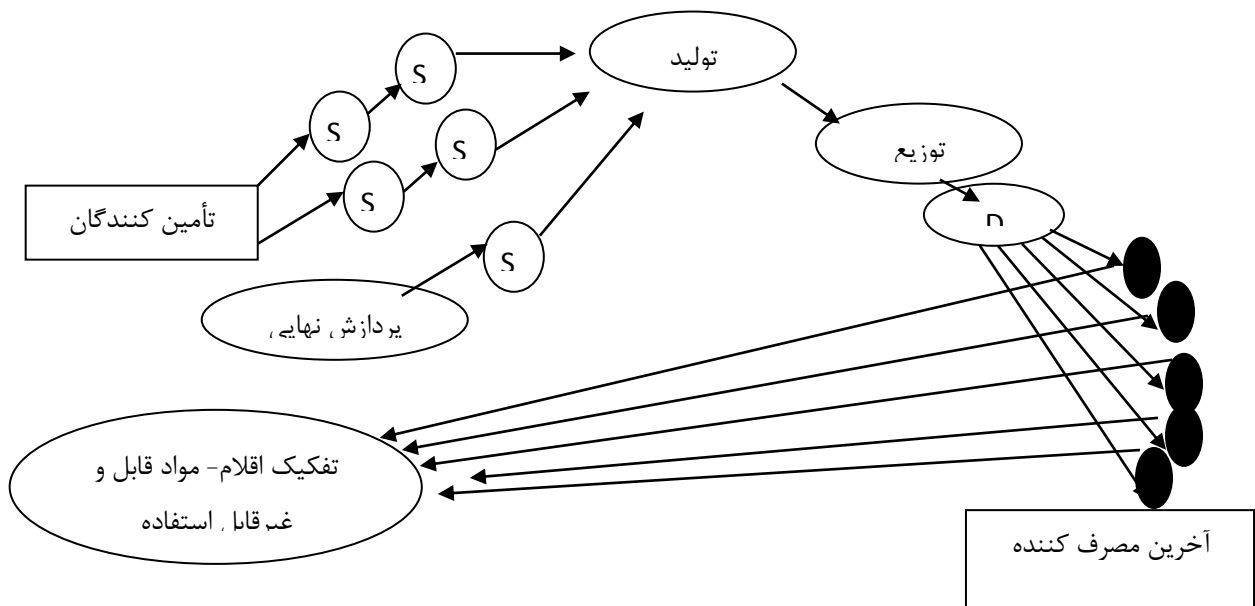 تولید
S
S
توزیع
S
S
تأمین کنندگان
D
S
پردازش نهایی
تفکیک اقلام- مواد قابل و
غیرقابل استفاده
آخرین مصرف کننده